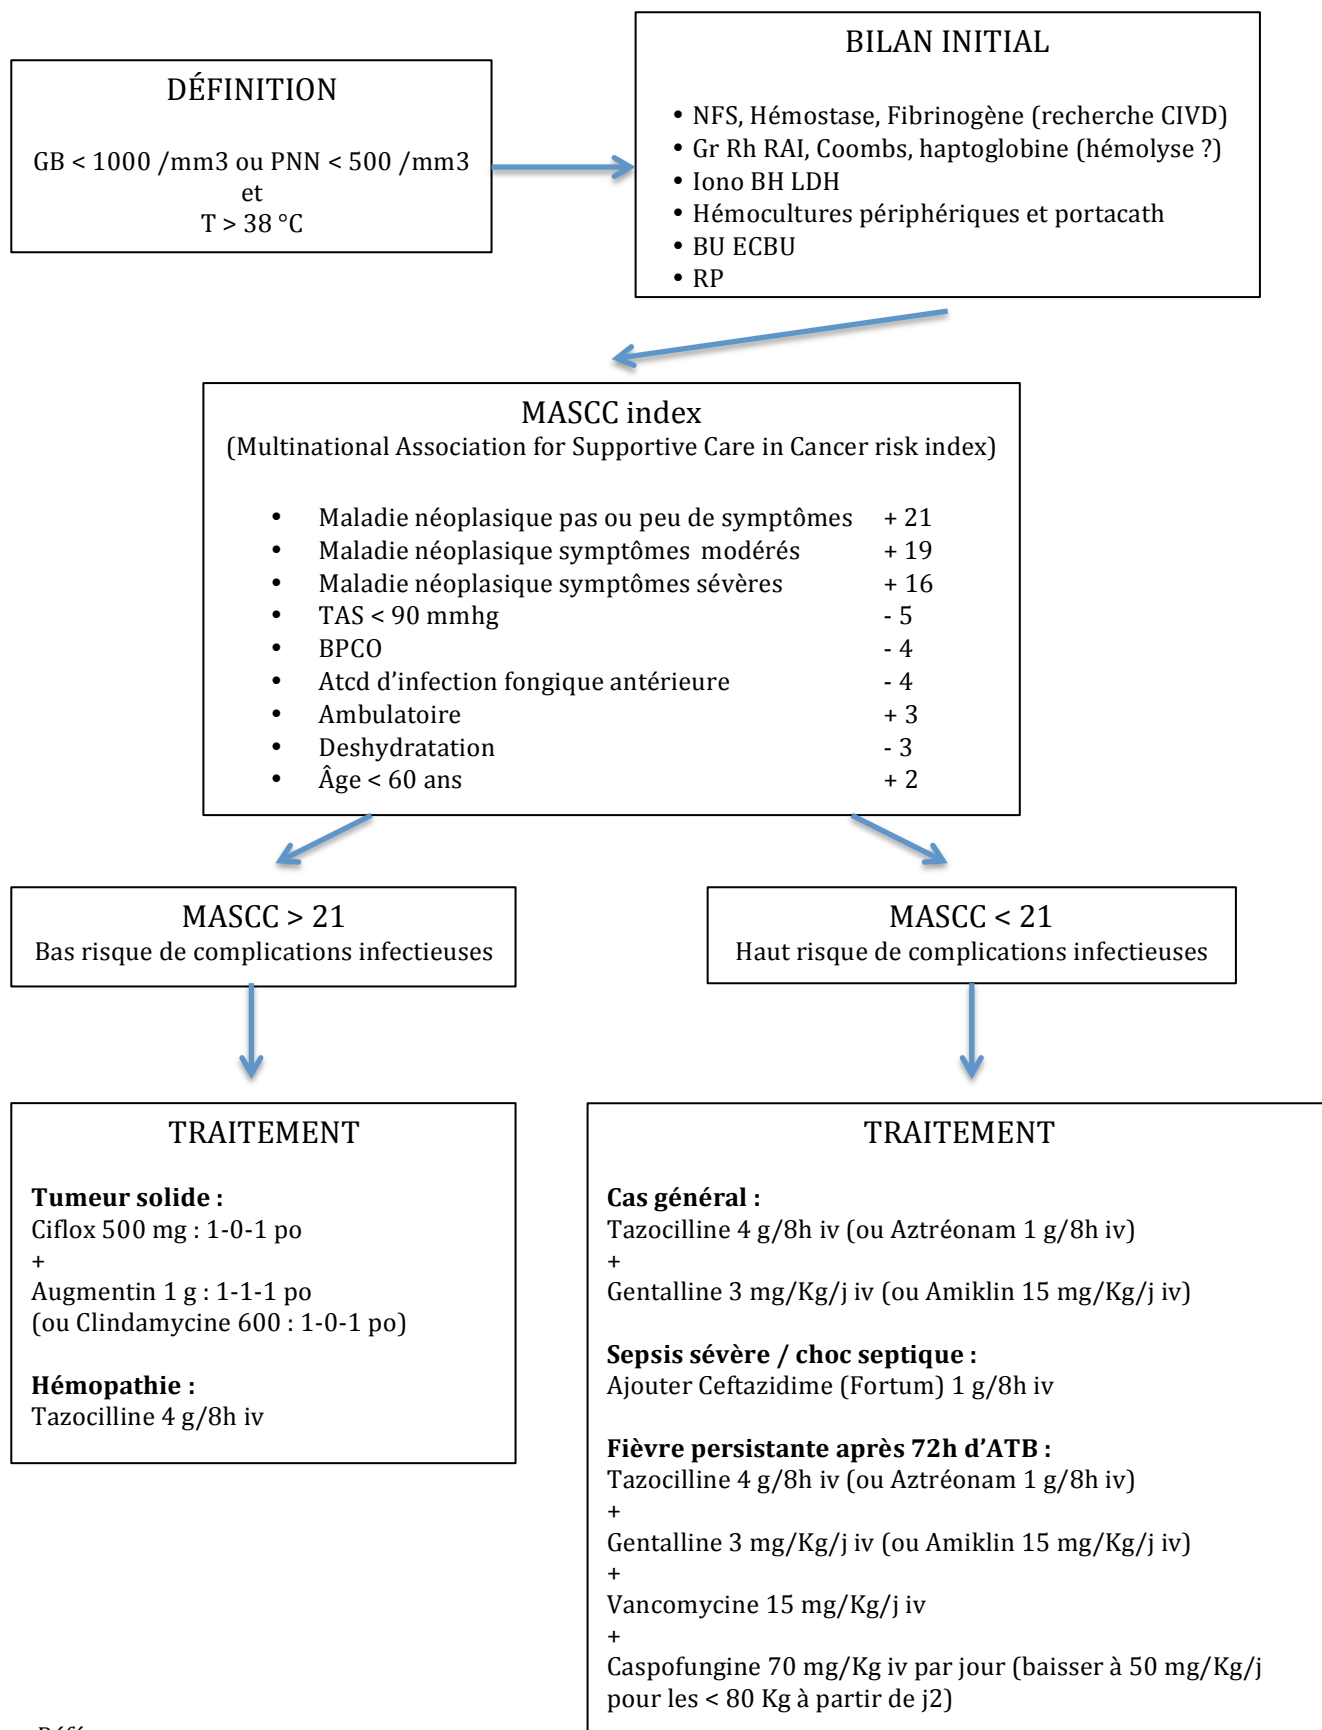 DÉFINITION
GB < 1000 /mm3 ou PNN < 500 /mm3
et
T > 38 °C
BILAN INITIAL
• NFS, Hémostase, Fibrinogène (recherche CIVD)
• Gr Rh RAI, Coombs, haptoglobine (hémolyse ?)
• Iono BH LDH
• Hémocultures périphériques et portacath
• BU ECBU
• RP
MASCC index
(Multinational Association for Supportive Care in Cancer risk index)
• Maladie néoplasique pas ou peu de symptômes + 21
• Maladie néoplasique symptômes modérés + 19
• Maladie néoplasique symptômes sévères + 16
• TAS < 90 mmhg - 5
• BPCO - 4
• Atcd d'infection fongique antérieure - 4
• Ambulatoire + 3
• Deshydratation - 3
• Âge < 60 ans + 2
MASCC > 21
Bas risque de complications infectieuses
MASCC < 21
Haut risque de complications infectieuses
TRAITEMENT
Tumeur solide :
Ciflox 500 mg : 1-0-1 po
+
Augmentin 1 g : 1-1-1 po
(ou Clindamycine 600 : 1-0-1 po)
Hémopathie :
Tazocilline 4 g/8h iv
TRAITEMENT
Cas général :
Tazocilline 4 g/8h iv (ou Aztréonam 1 g/8h iv)
+
Gentalline 3 mg/Kg/j iv (ou Amiklin 15 mg/Kg/j iv)
Sepsis sévère / choc septique :
Ajouter Ceftazidime (Fortum) 1 g/8h iv
Fièvre persistante après 72h d'ATB :
Tazocilline 4 g/8h iv (ou Aztréonam 1 g/8h iv)
+
Gentalline 3 mg/Kg/j iv (ou Amiklin 15 mg/Kg/j iv)
+
Vancomycine 15 mg/Kg/j iv
+
Caspofungine 70 mg/Kg iv par jour (baisser à 50 mg/Kg/j
pour les < 80 Kg à partir de j2)